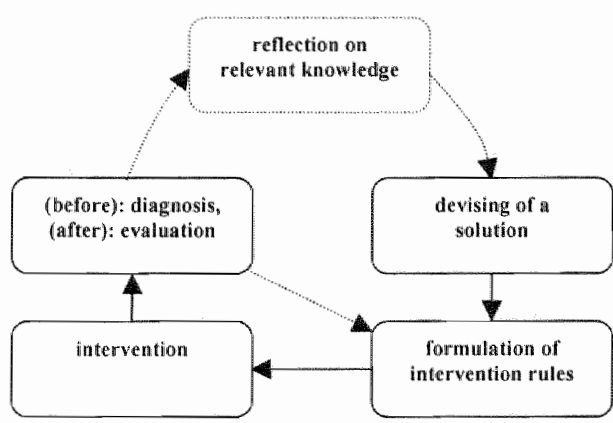 reflection on
relevant knowledge
(before): diagnosis,
(after): evaluation
devising of a
solution
intervention
formulation of
intervention rules